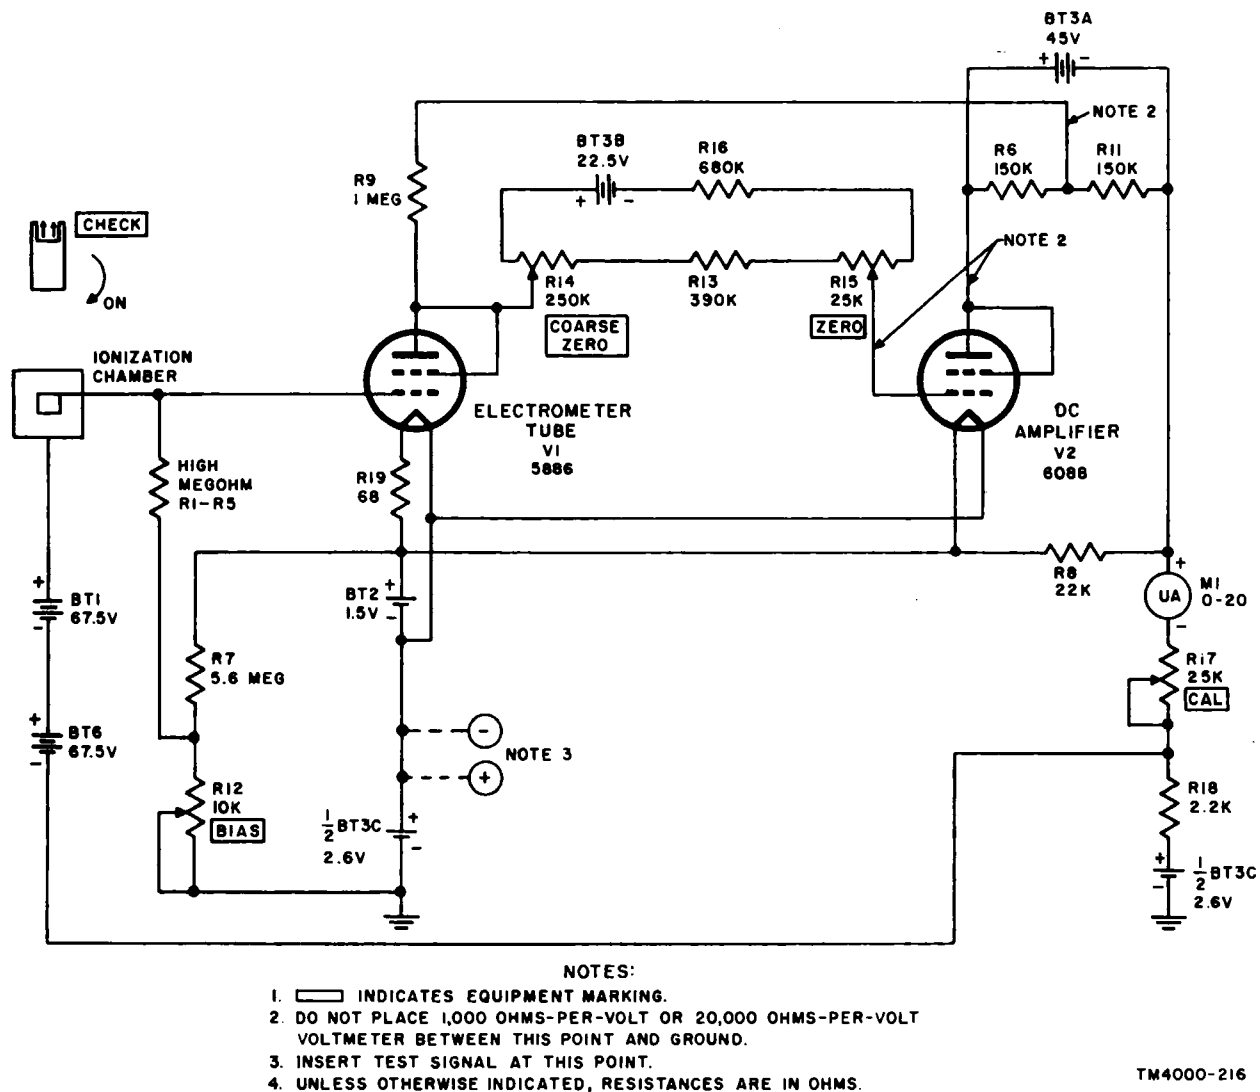 BT3A
45V
+ -
NOTE 2
BT3B
22.5V
+ -
R16
680K
R6
150K
R11
150K
R9
1 MEG
CHECK
ON
NOTE 2
R14
250K
COARSE
ZERO
R13
390K
R15
25K
ZERO
IONIZATION
CHAMBER
ELECTROMETER
TUBE
V1
5886
DC
AMPLIFIER
V2
6088
HIGH
MEGOHM
R1-R5
R19
68
R8
22K
+
UA
-
M1
0-20
+
BT1
67.5V
-
BT2
1.5V
+
-
R7
5.6 MEG
R17
25K
CAL
+
BT6
67.5V
-
-
NOTE 3
+
R12
10K
BIAS
1/2 BT3C
2.6V
+
-
R18
2.2K
+
-
1/2 BT3C
2.6V
NOTES:
1. INDICATES EQUIPMENT MARKING.
2. DO NOT PLACE 1,000 OHMS-PER-VOLT OR 20,000 OHMS-PER-VOLT
VOLTMETER BETWEEN THIS POINT AND GROUND.
3. INSERT TEST SIGNAL AT THIS POINT.
4. UNLESS OTHERWISE INDICATED, RESISTANCES ARE IN OHMS.
TM4000-216